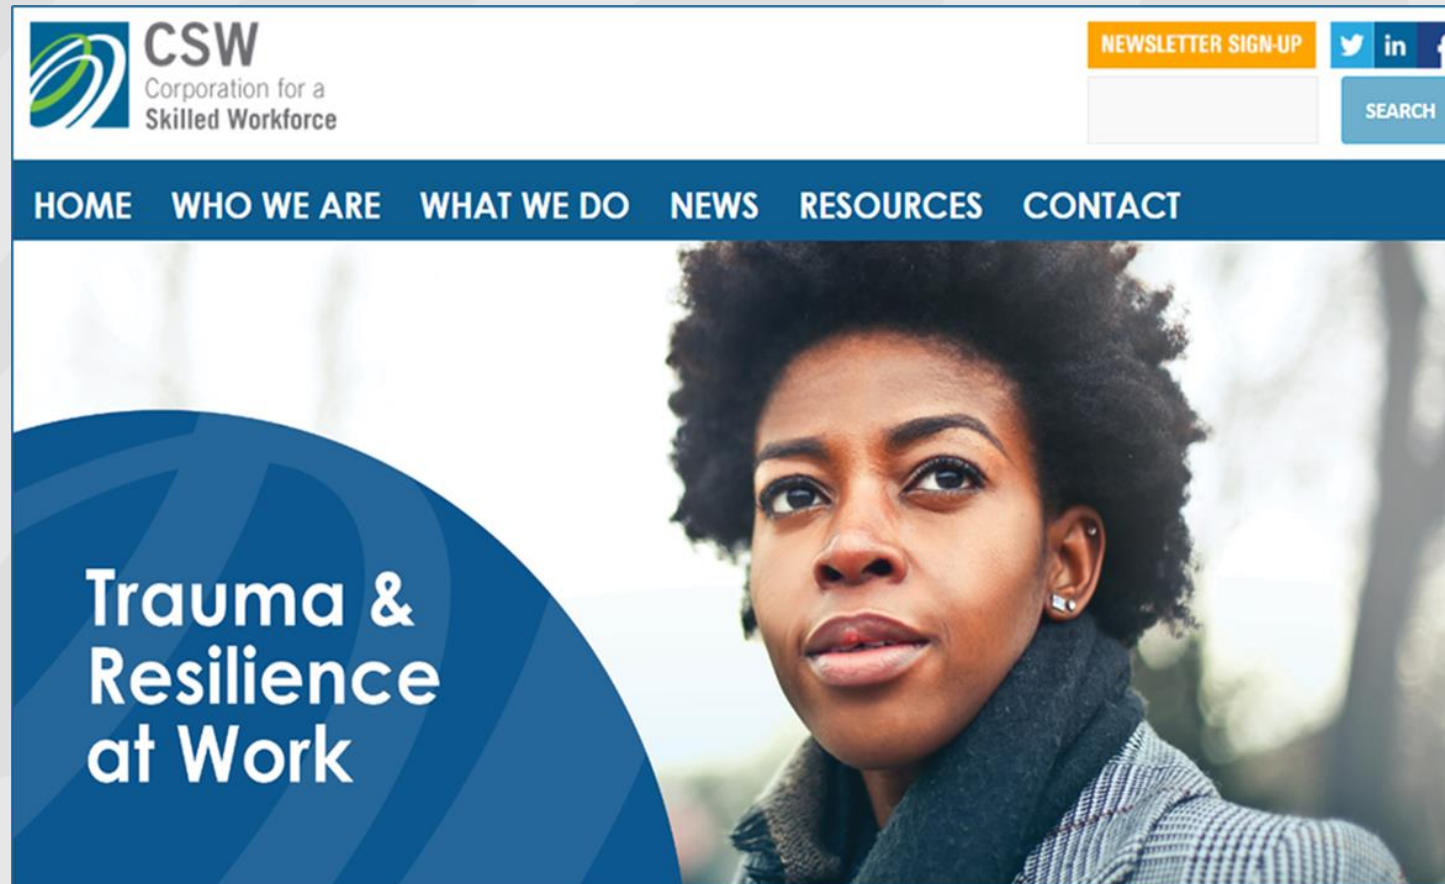 CSW
Corporation for a
Skilled Workforce
NEWSLETTER SIGN-UP
in
SEARCH
HOME WHO WE ARE WHAT WE DO NEWS RESOURCES CONTACT
Trauma &
Resilience
at Work